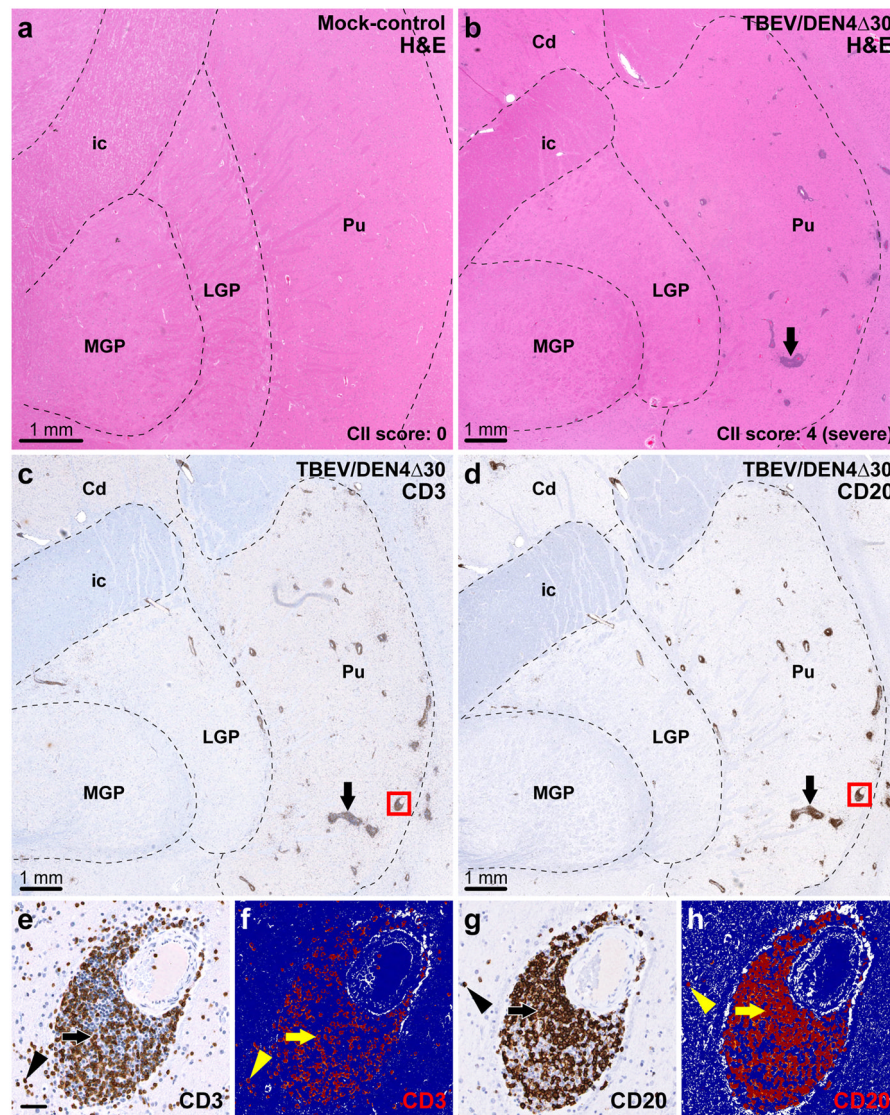 a
Mock-control
H&E
ic
Pu
LGP
MGP
1 mm
CII score: 0
b
TBEV/DEN4Δ30
H&E
Cd
ic
Pu
LGP
MGP
1 mm
CII score: 4 (severe)
c
TBEV/DEN4Δ30
CD3
Cd
ic
Pu
LGP
MGP
1 mm
d
TBEV/DEN4Δ30
CD20
Cd
ic
Pu
LGP
MGP
1 mm
e
CD3
f
CD3
g
CD20
h
CD20